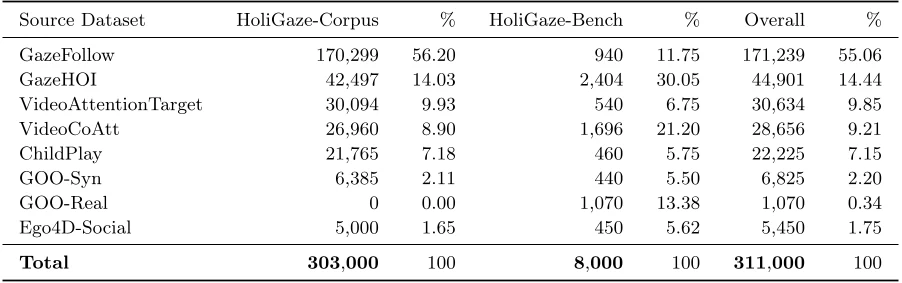 Source Dataset HoliGaze-Corpus % HoliGaze-Bench % Overall %
GazeFollow 170,299 56.20 940 11.75 171,239 55.06
GazeHOI 42,497 14.03 2,404 30.05 44,901 14.44
VideoAttentionTarget 30,094 9.93 540 6.75 30,634 9.85
VideoCoAtt 26,960 8.90 1,696 21.20 28,656 9.21
ChildPlay 21,765 7.18 460 5.75 22,225 7.15
GOO-Syn 6,385 2.11 440 5.50 6,825 2.20
GOO-Real 0 0.00 1,070 13.38 1,070 0.34
Ego4D-Social 5,000 1.65 450 5.62 5,450 1.75
Total 303,000 100 8,000 100 311,000 100